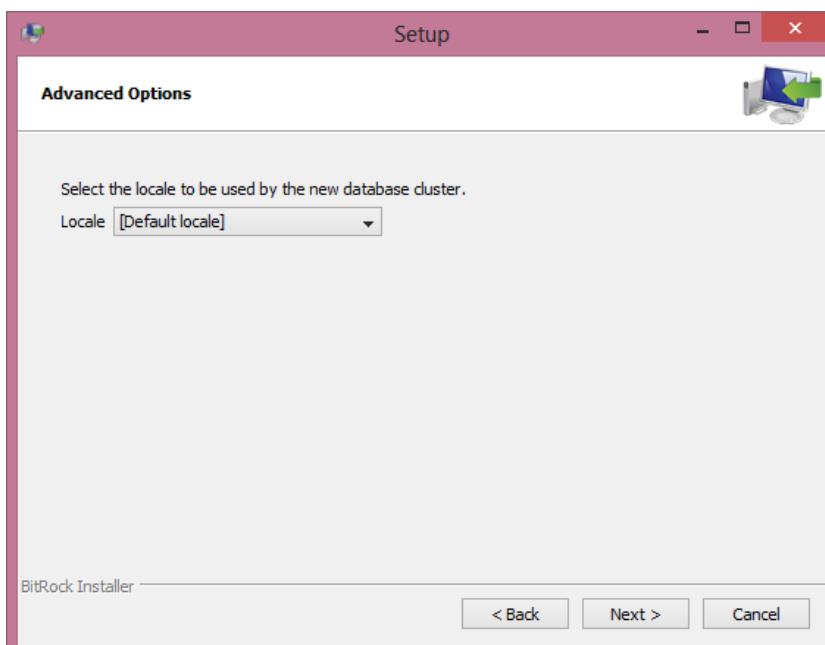 Setup
Advanced Options
Select the locale to be used by the new database cluster.
Locale [Default locale]
BitRock Installer
< Back Next > Cancel